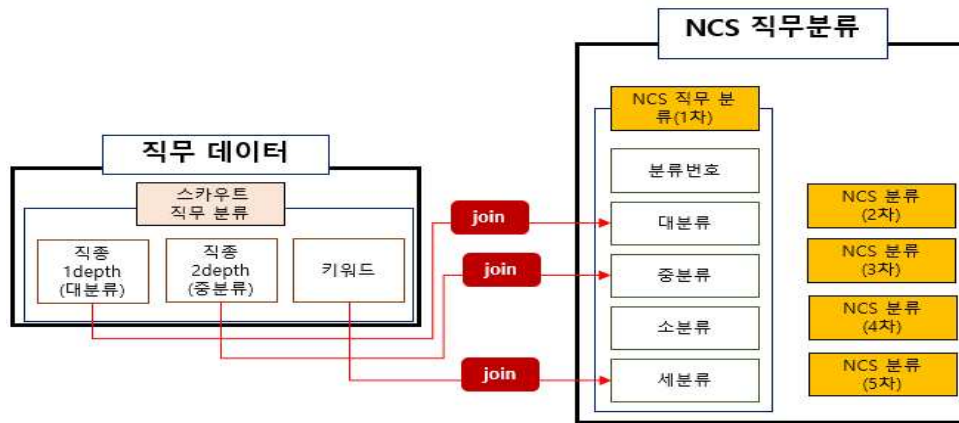 NCS 직무분류
NCS 직무 분
류(1차)
직무 데이터
분류번호
스카우트
직무 분류
NCS 분류
(2차)
join
대분류
직종
1depth
(대분류)
직종
2depth
(중분류)
키워드
NCS 분류
(3차)
join
중분류
NCS 분류
(4차)
소분류
NCS 분류
(5차)
join
세분류